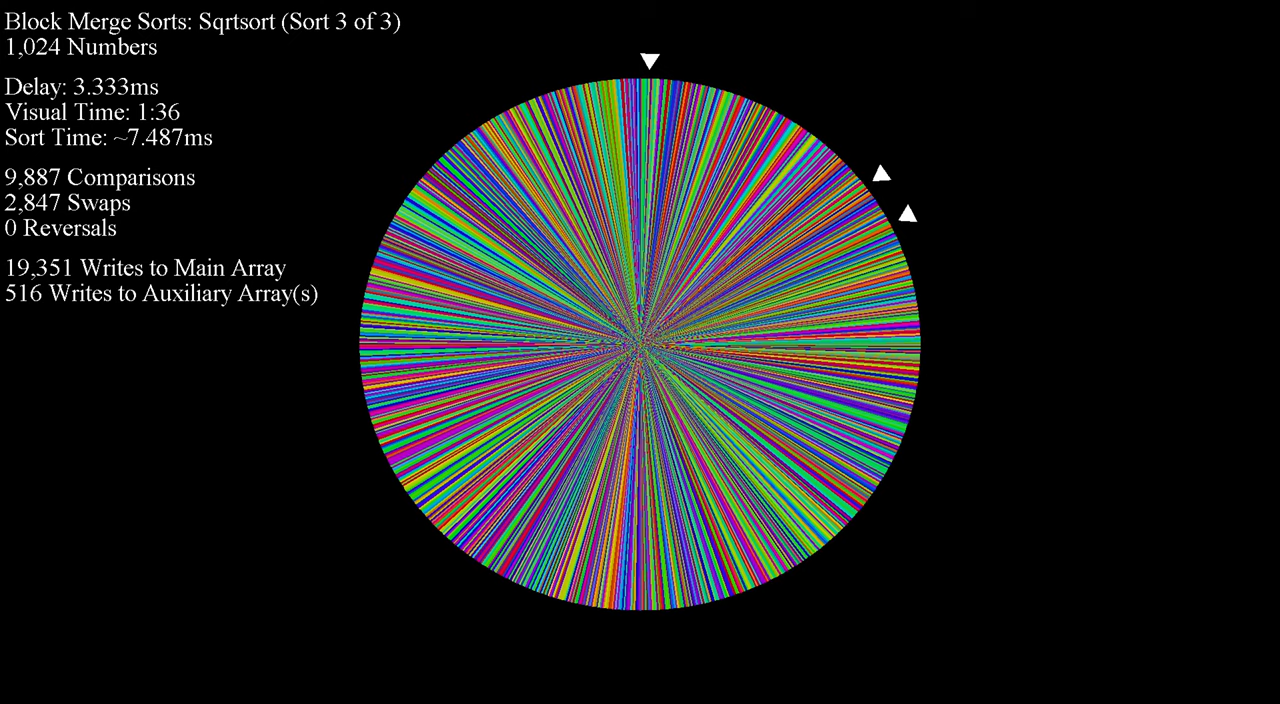 Block Merge Sorts: Sqrtsort (Sort 3 of 3)
1,024 Numbers
Delay: 3.333ms
Visual Time: 1:36
Sort Time: ~7.487ms
9,887 Comparisons
2,847 Swaps
0 Reversals
19,351 Writes to Main Array
516 Writes to Auxiliary Array(s)